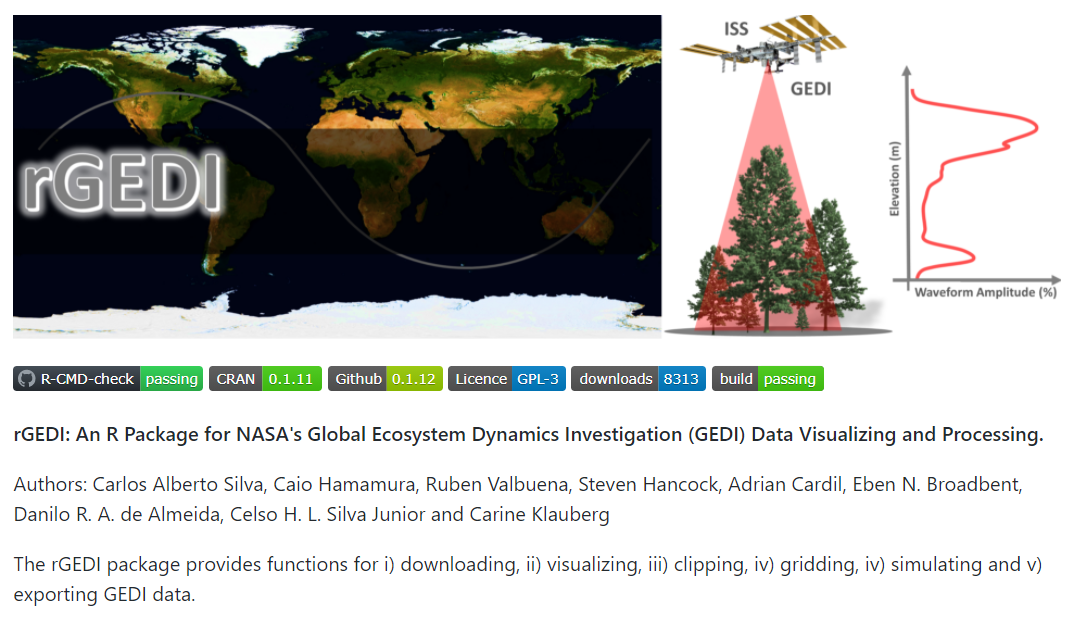 rGEDI
ISS
GEDI
Elevation (m)
Waveform Amplitude (%)
R-CMD-check passing CRAN 0.1.11 Github 0.1.12 Licence GPL-3 downloads 8313 build passing
rGEDI: An R Package for NASA's Global Ecosystem Dynamics Investigation (GEDI) Data Visualizing and Processing.
Authors: Carlos Alberto Silva, Caio Hamamura, Ruben Valbuena, Steven Hancock, Adrian Cardil, Eben N. Broadbent,
Danilo R. A. de Almeida, Celso H. L. Silva Junior and Carine Klauberg
The rGEDI package provides functions for i) downloading, ii) visualizing, iii) clipping, iv) gridding, iv) simulating and v)
exporting GEDI data.